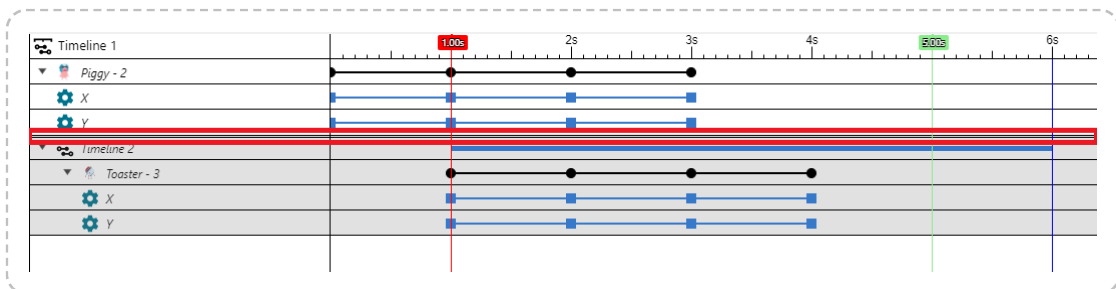 Timeline 1 1.00s 2s 3s 4s 5.00s 6s
Piggy - 2
X
Y
Timeline 2
Toaster - 3
X
Y